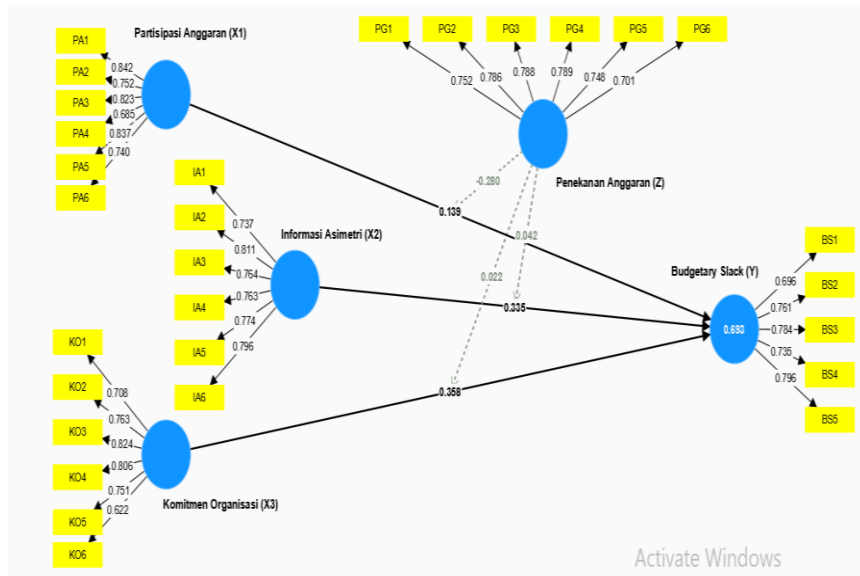 Partisipasi Anggaran (X1)
PA1
PA2
PA3
PA4
PA5
PA6
0.842
0.752
0.823
0.685
0.837
0.740
PG1
PG2
PG3
PG4
PG5
PG6
0.752
0.786
0.788
0.789
0.748
0.701
Penekanan Anggaran (Z)
-0.280
0.139
0.042
0.022
IA1
IA2
IA3
IA4
IA5
IA6
0.737
0.811
0.764
0.763
0.774
0.796
Informasi Asimetri (X2)
0.335
Budgetary Slack (Y)
0.693
BS1
BS2
BS3
BS4
BS5
0.696
0.761
0.784
0.735
0.796
KO1
KO2
KO3
KO4
KO5
KO6
0.708
0.763
0.824
0.806
0.751
0.622
0.358
Komitmen Organisasi (X3)
Activate Windows